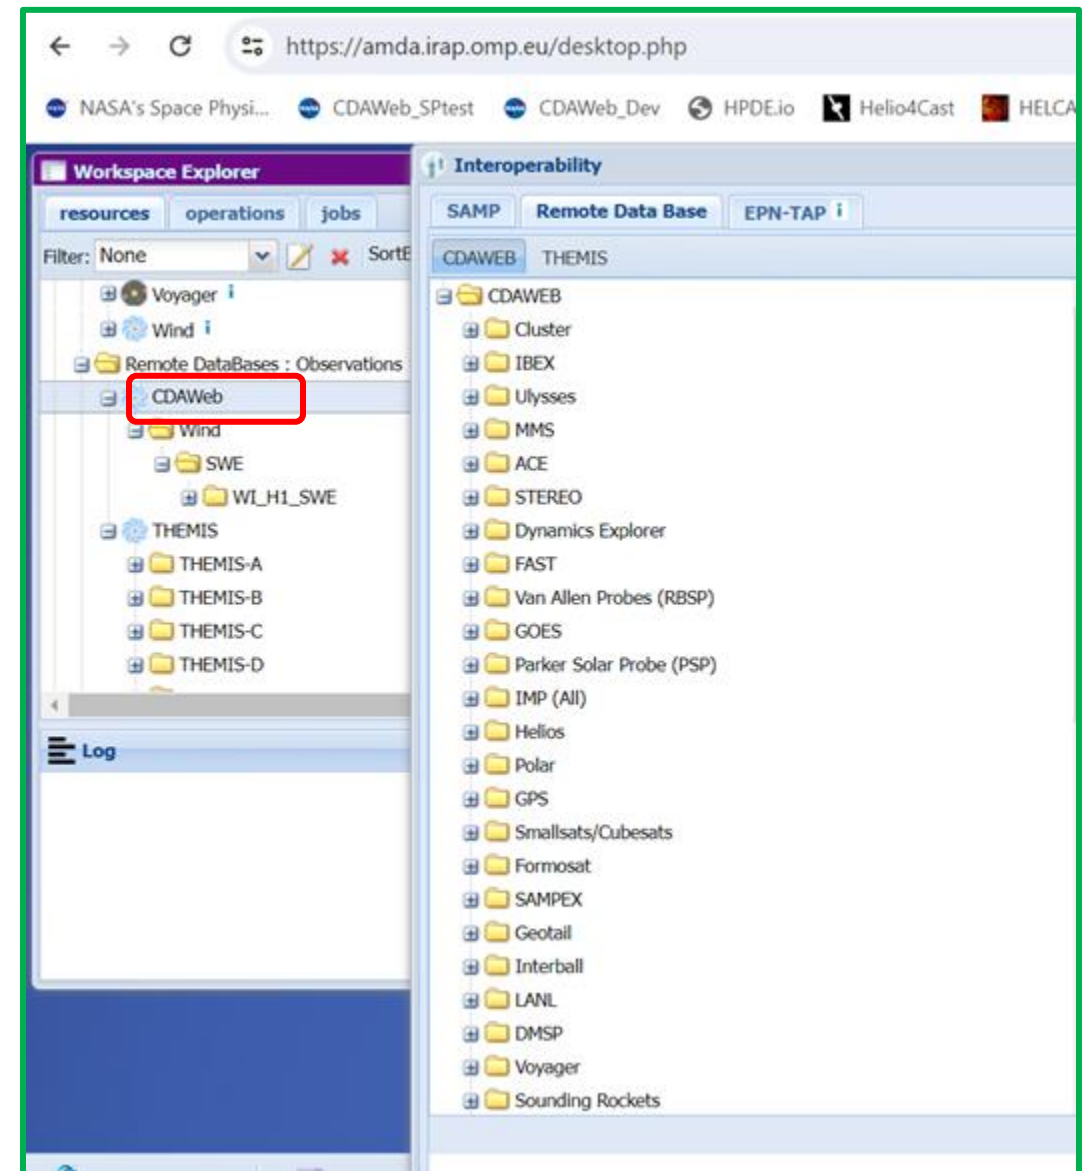 https://amda.irap.omp.eu/desktop.php
NASA's Space Physi... CDAWeb_SPtest CDAWeb_Dev HPDE.io Helio4Cast HELCA
Workspace Explorer
resources operations jobs
Filter: None SortE
Voyager i
Wind i
Remote DataBases : Observations
CDAWeb
Wind
SWE
WI_H1_SWE
THEMIS
THEMIS-A
THEMIS-B
THEMIS-C
THEMIS-D
Log
Interoperability
SAMP Remote Data Base EPN-TAP i
CDAWEB THEMIS
CDAWEB
Cluster
IBEX
Ulysses
MMS
ACE
STEREO
Dynamics Explorer
FAST
Van Allen Probes (RBSP)
GOES
Parker Solar Probe (PSP)
IMP (All)
Helios
Polar
GPS
Smallsats/Cubesats
Formosat
SAMPEX
Geotail
Interball
LANL
DMSP
Voyager
Sounding Rockets